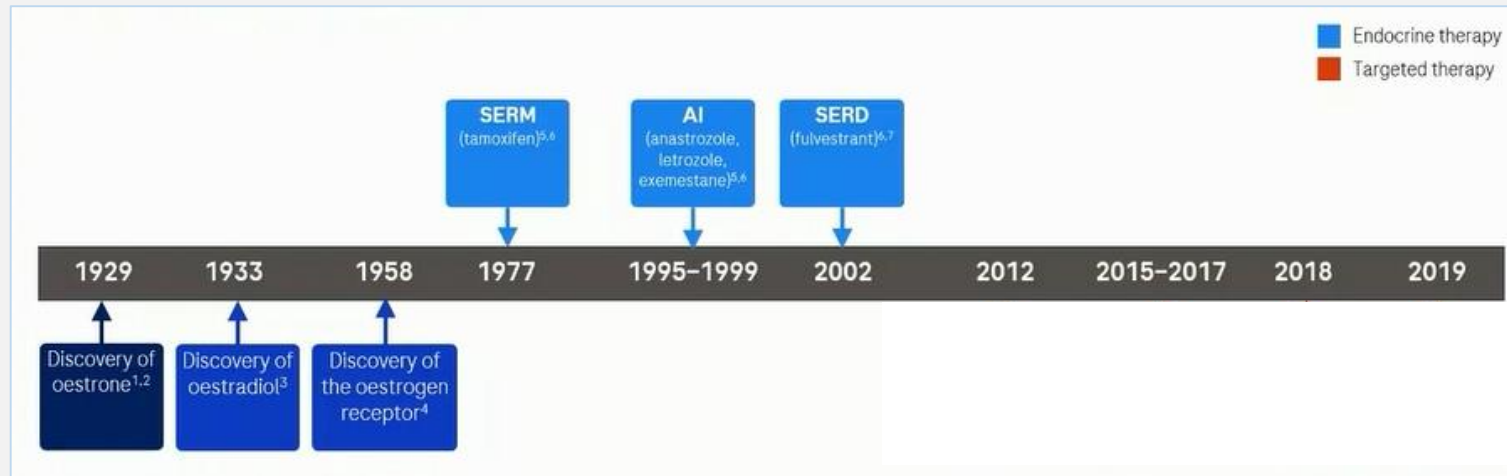 Endocrine therapy
Targeted therapy
SERM
(tamoxifen)⁵,⁶
AI
(anastrozole,
letrozole,
exemestane)⁵,⁶
SERD
(fulvestrant)⁶,⁷
1929
1933
1958
1977
1995–1999
2002
2012
2015–2017
2018
2019
Discovery of
oestrone¹,²
Discovery of
oestradiol³
Discovery of
the oestrogen
receptor⁴